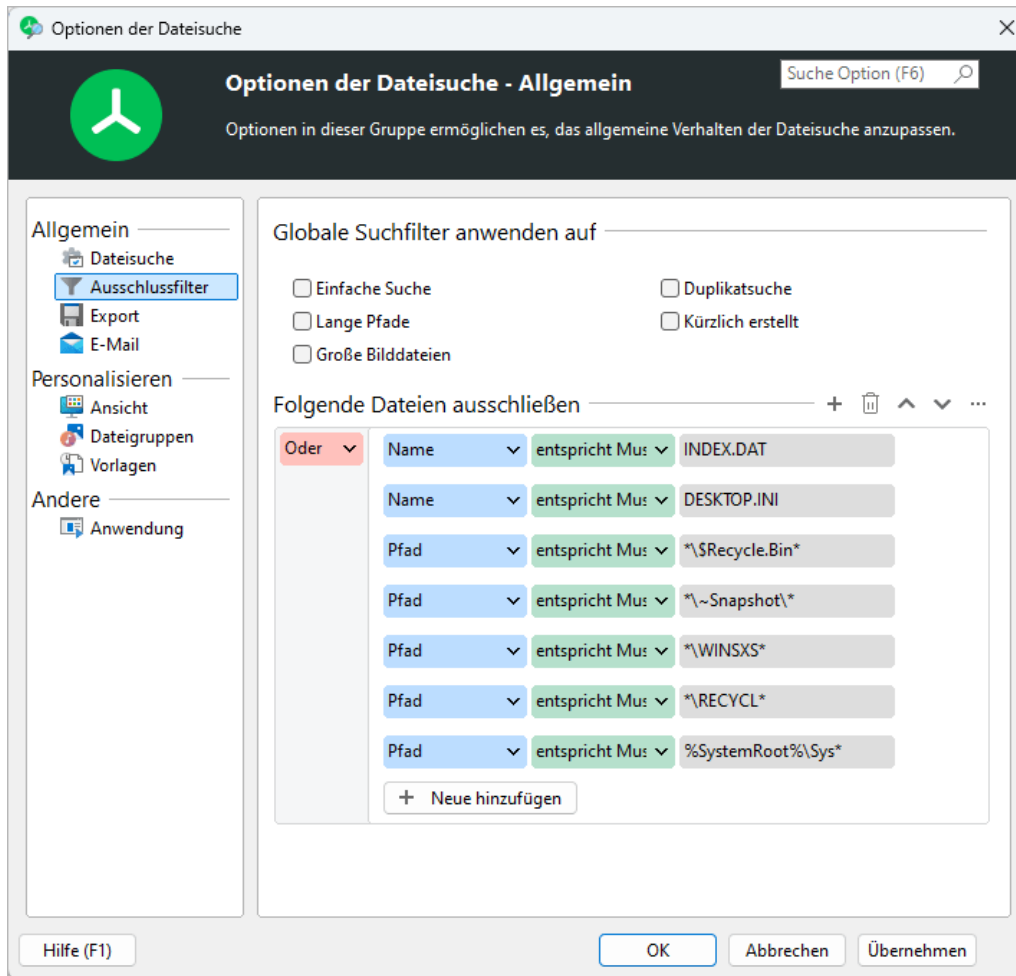 Optionen der Dateisuche
Optionen der Dateisuche - Allgemein
Suche Option (F6)
Optionen in dieser Gruppe ermöglichen es, das allgemeine Verhalten der Dateisuche anzupassen.
Allgemein
Dateisuche
Ausschlussfilter
Export
E-Mail
Personalisieren
Ansicht
Dateigruppen
Vorlagen
Andere
Anwendung
Globale Suchfilter anwenden auf
Einfache Suche
Duplikatsuche
Lange Pfade
Kürzlich erstellt
Große Bilddateien
Folgende Dateien ausschließen
Oder Name entspricht Mus INDEX.DAT
Name entspricht Mus DESKTOP.INI
Pfad entspricht Mus *\$Recycle.Bin*
Pfad entspricht Mus *\~Snapshot\*
Pfad entspricht Mus *\WINSXS*
Pfad entspricht Mus *\RECYCL*
Pfad entspricht Mus %SystemRoot%\Sys*
+ Neue hinzufügen
Hilfe (F1)
OK
Abbrechen
Übernehmen